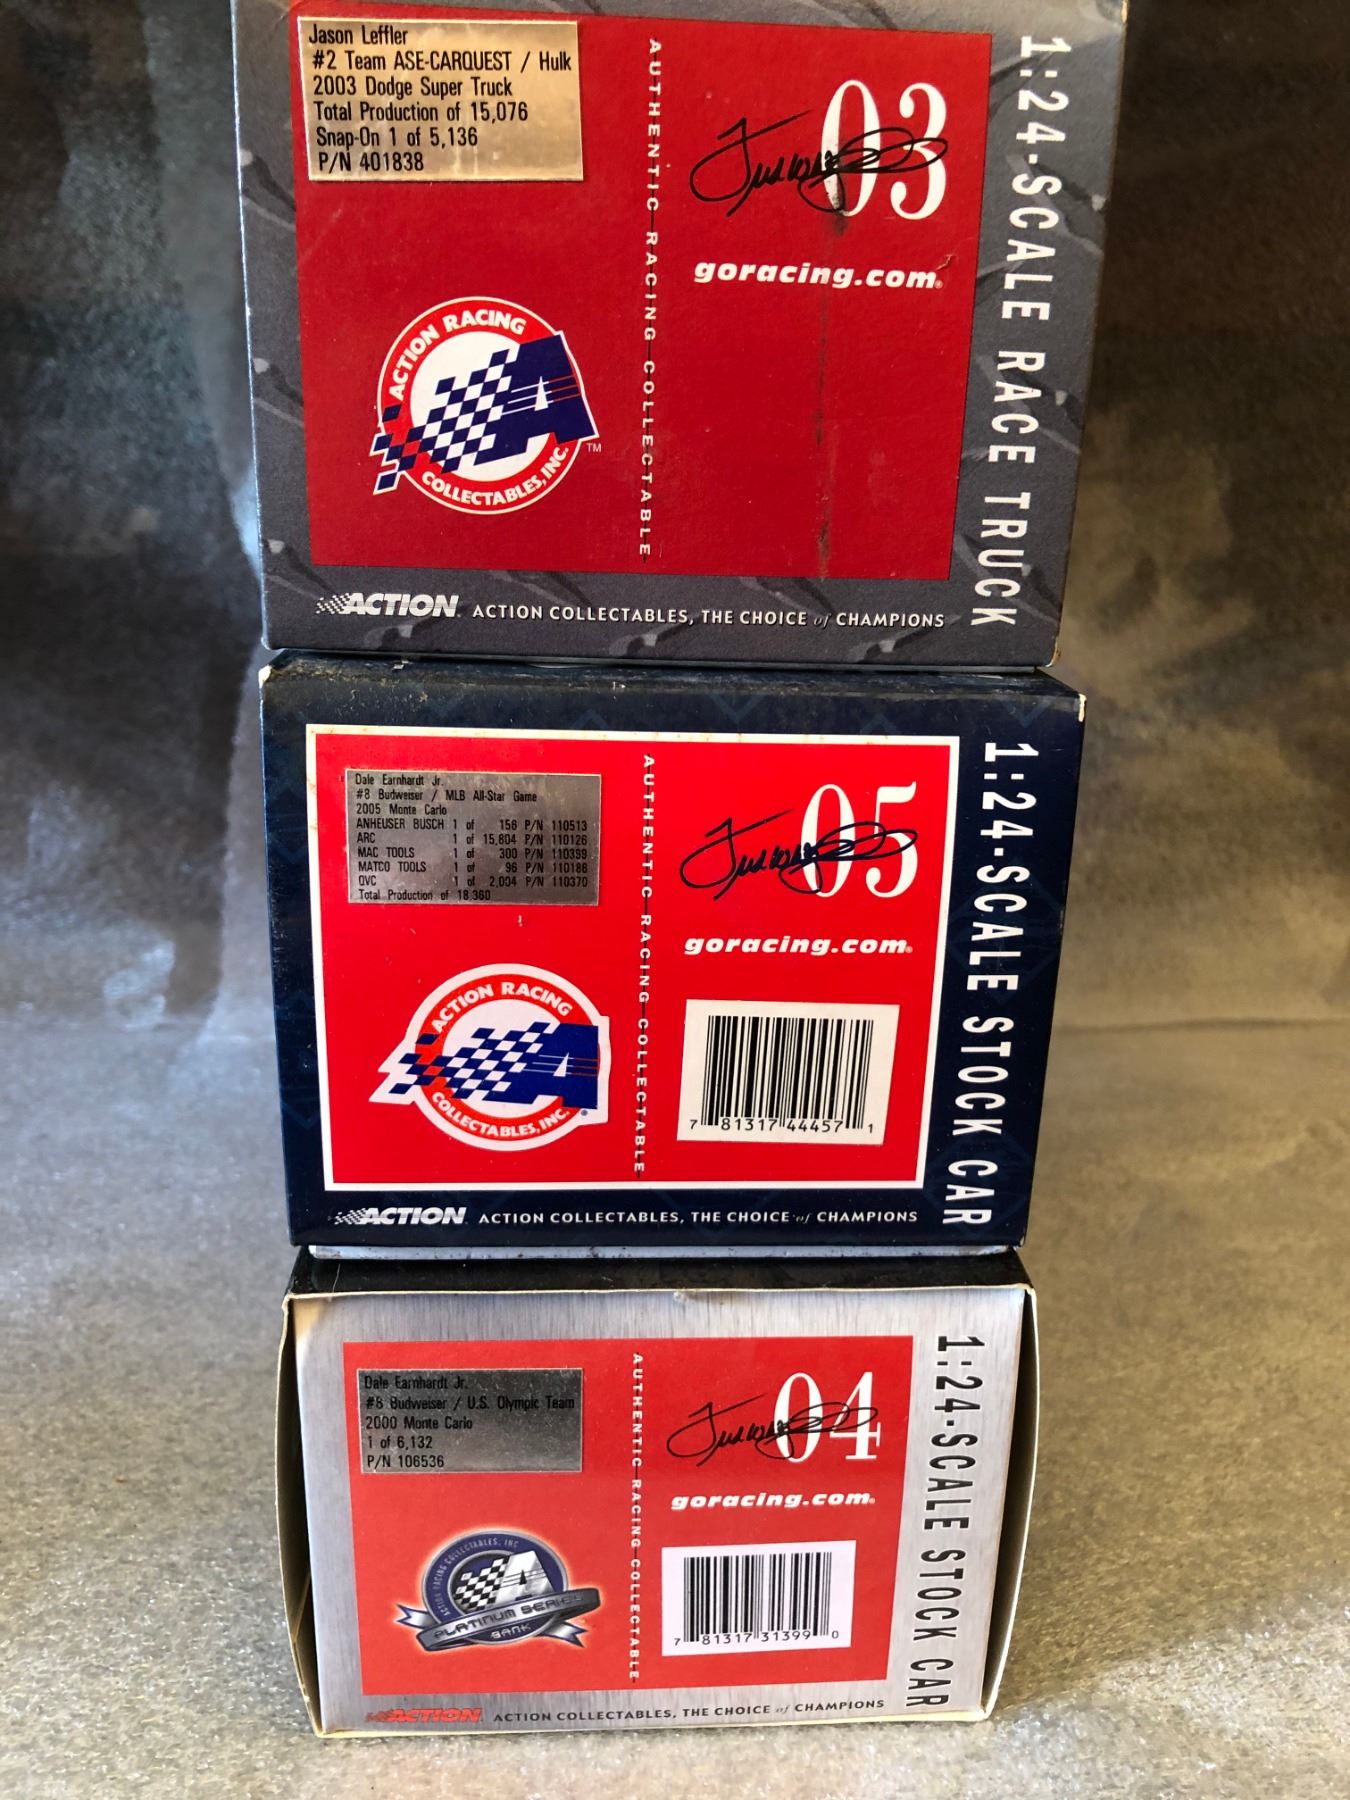 Jason Leffler
#2 Team ASE-CARQUEST / Hulk
2003 Dodge Super Truck
Total Production of 15,076
Snap-On 1 of 5,136
P/N 401838
ACTION RACING
COLLECTABLES, INC.
TM
AUTHENTIC RACING COLLECTABLE
03
goracing.com®
1:24-SCALE RACE TRUCK
ACTION ACTION COLLECTABLES, THE CHOICE of CHAMPIONS
Dale Earnhardt Jr.
#8 Budweiser / MLB All-Star Game
2005 Monte Carlo
ANHEUSER BUSCH 1 of 156 P/N 110513
ARC 1 of 15,804 P/N 110126
MAC TOOLS 1 of 300 P/N 110399
MATCO TOOLS 1 of 96 P/N 110186
QVC 1 of 2,004 P/N 110370
Total Production of 18,360
ACTION RACING
COLLECTABLES, INC.
®
AUTHENTIC RACING COLLECTABLE
05
goracing.com®
7 81317 44457 1
1:24-SCALE STOCK CAR
ACTION ACTION COLLECTABLES, THE CHOICE of CHAMPIONS
Dale Earnhardt Jr.
#8 Budweiser / U.S. Olympic Team
2000 Monte Carlo
1 of 6,132
P/N 106536
ACTION RACING COLLECTABLES, INC
PLATINUM SERIES
BANK
AUTHENTIC RACING COLLECTABLE
04
goracing.com®
7 81317 31399 0
1:24-SCALE STOCK CAR
ACTION ACTION COLLECTABLES, THE CHOICE of CHAMPIONS